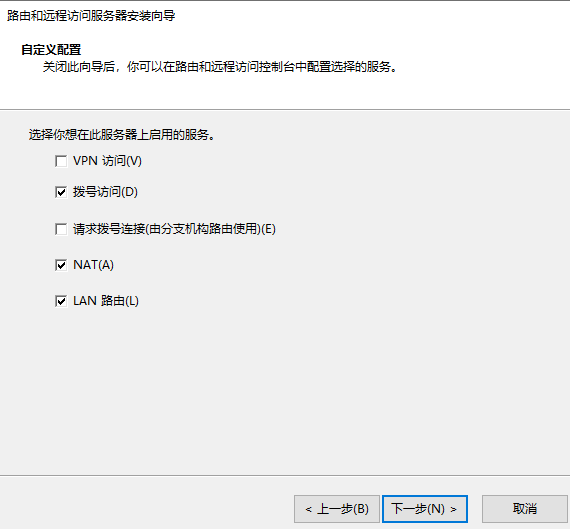 路由和远程访问服务器安装向导
自定义配置
关闭此向导后，你可以在路由和远程访问控制台中配置选择的服务。
选择你想在此服务器上启用的服务。
VPN 访问(V)
拨号访问(D)
请求拨号连接(由分支机构路由使用)(E)
NAT(A)
LAN 路由(L)
< 上一步(B) 下一步(N) > 取消